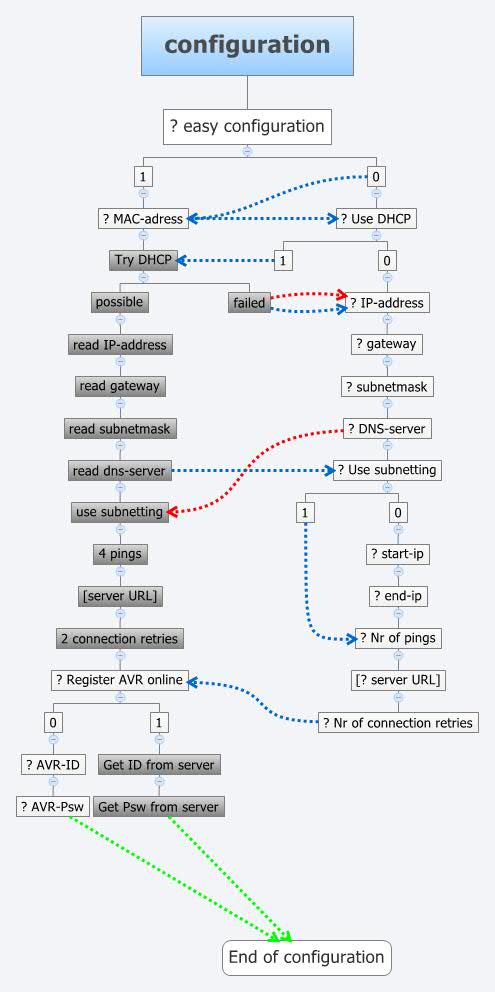 configuration
? easy configuration
1
0
? MAC-adress
? Use DHCP
Try DHCP
1
0
possible
failed
? IP-address
read IP-address
? gateway
read gateway
? subnetmask
read subnetmask
? DNS-server
read dns-server
? Use subnetting
use subnetting
1
0
4 pings
? start-ip
[server URL]
? end-ip
2 connection retries
? Nr of pings
? Register AVR online
[? server URL]
0
1
? Nr of connection retries
? AVR-ID
Get ID from server
? AVR-Psw
Get Psw from server
End of configuration